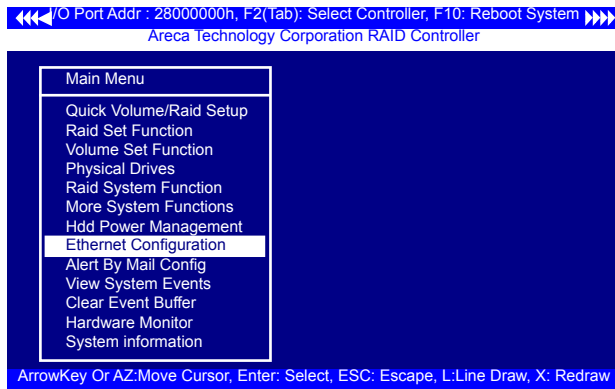 I/O Port Addr : 28000000h, F2(Tab): Select Controller, F10: Reboot System
Areca Technology Corporation RAID Controller
Main Menu
Quick Volume/Raid Setup
Raid Set Function
Volume Set Function
Physical Drives
Raid System Function
More System Functions
Hdd Power Management
Ethernet Configuration
Alert By Mail Config
View System Events
Clear Event Buffer
Hardware Monitor
System information
ArrowKey Or AZ:Move Cursor, Enter: Select, ESC: Escape, L:Line Draw, X: Redraw